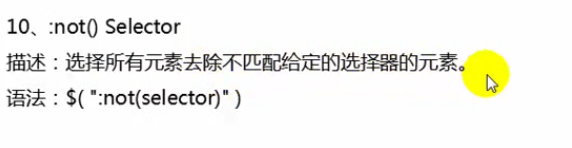 10、:not() Selector
描述：选择所有元素去除不匹配给定的选择器的元素。
语法：$( ":not(selector)" )